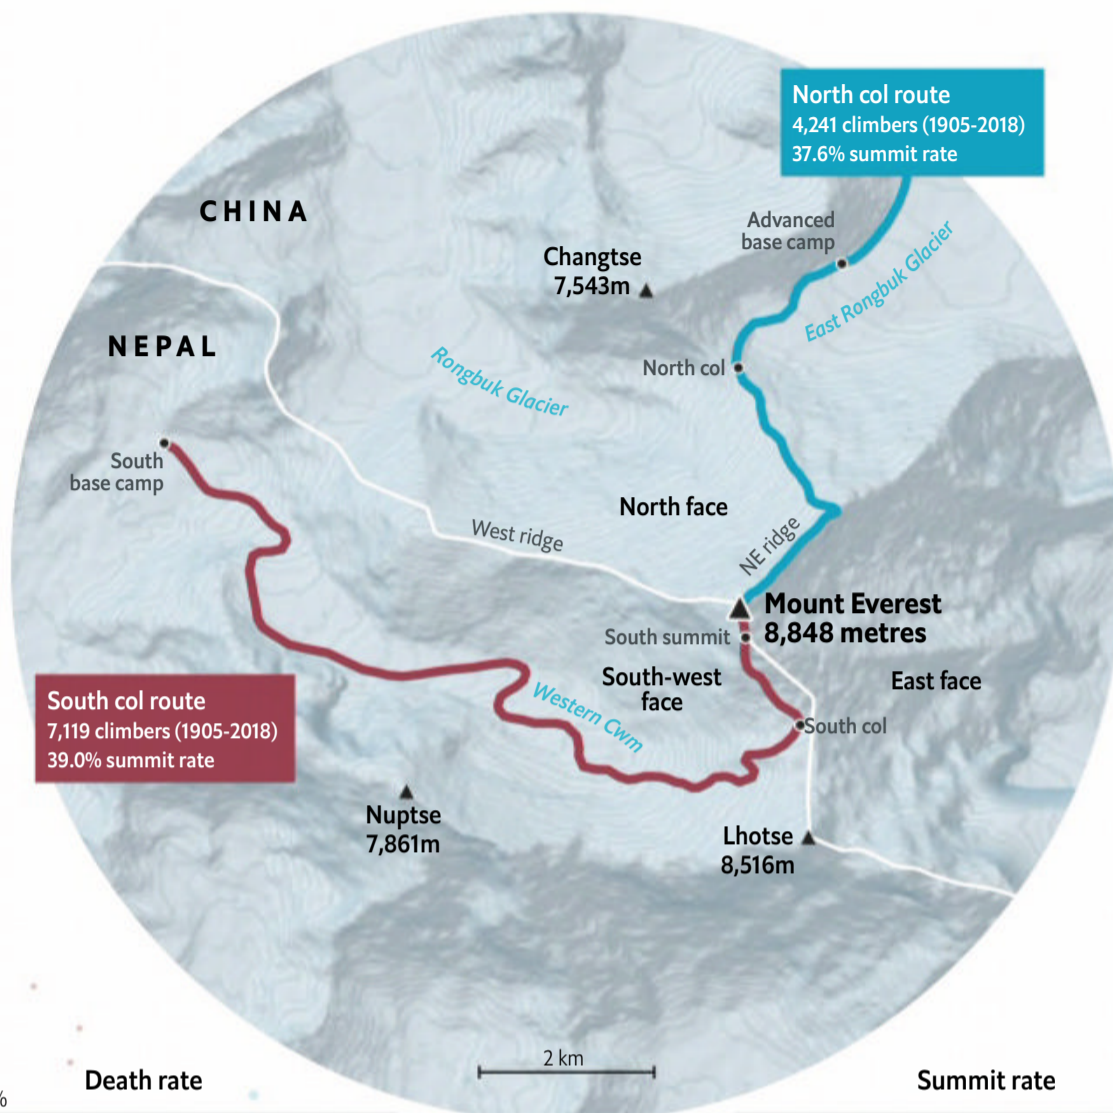 North col route
4,241 climbers (1905-2018)
37.6% summit rate
CHINA
Advanced
base camp
Changtse
7,543m
East Rongbuk Glacier
NEPAL
Rongbuk Glacier
North col
South
base camp
North face
West ridge
NE ridge
Mount Everest
8,848 metres
South summit
South-west
face
East face
Western Cwm
South col route
7,119 climbers (1905-2018)
39.0% summit rate
South col
Nuptse
7,861m
Lhotse
8,516m
2 km
Death rate
Summit rate
%